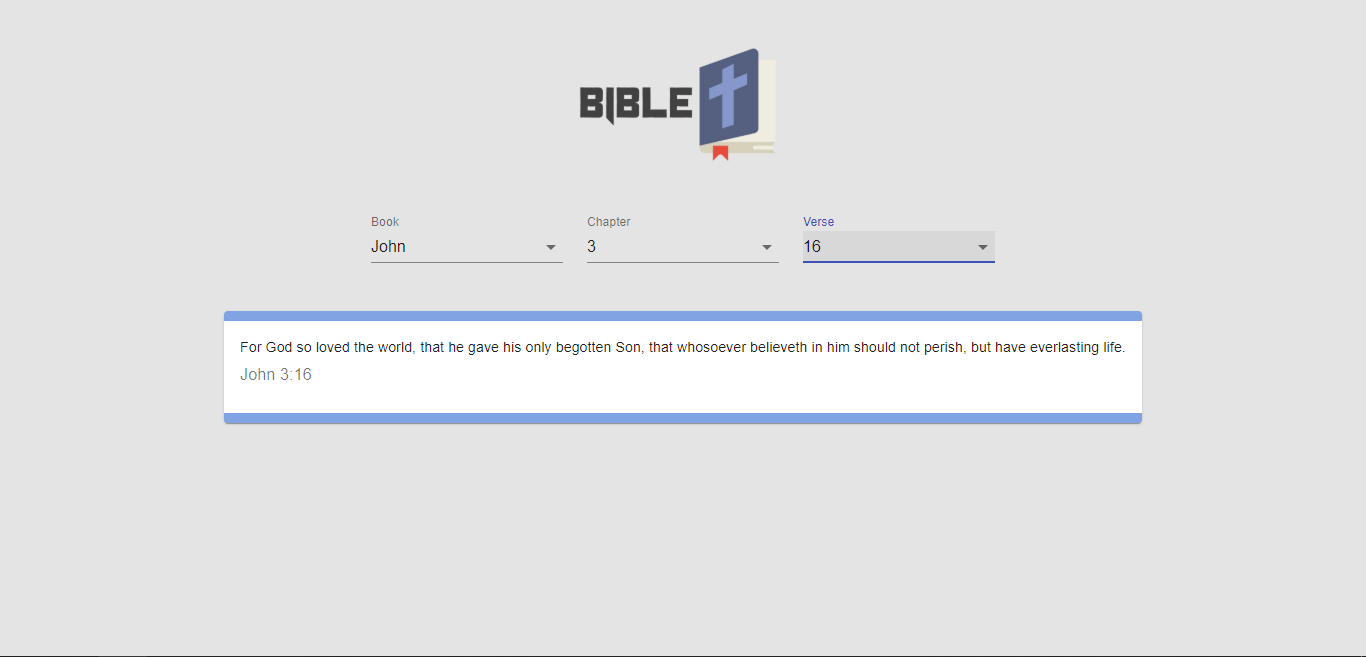 BIBLE
Book
Chapter
Verse
John
3
16
For God so loved the world, that he gave his only begotten Son, that whosoever believeth in him should not perish, but have everlasting life.
John 3:16